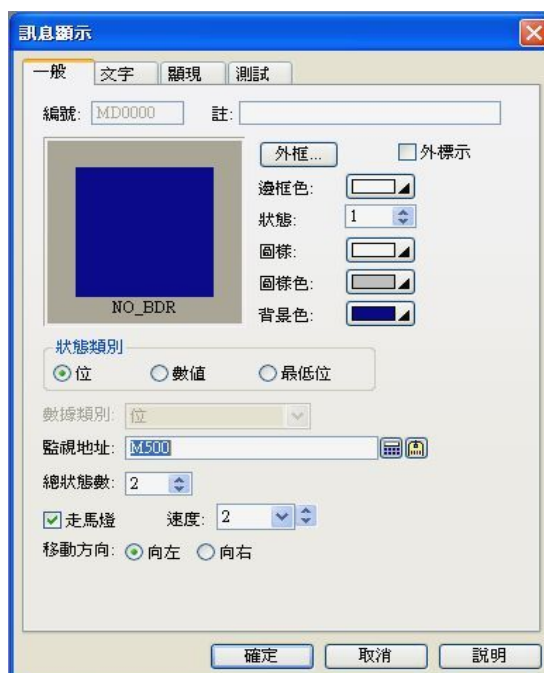 訊息顯示
一般 文字 顯現 測試
編號: MD0000 註:
外框... 外標示
邊框色:
狀態: 1
圖樣:
圖樣色:
NO_BDR
背景色:
狀態類別
位 數值 最低位
數據類別: 位
監視地址: M500
總狀態數: 2
走馬燈 速度: 2
移動方向: 向左 向右
確定 取消 說明